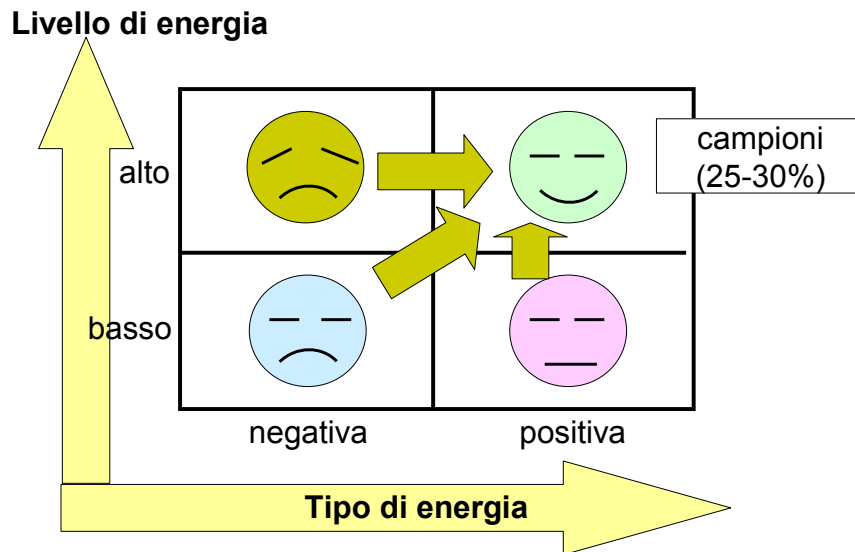 Livello di energia
alto
campioni
(25-30%)
basso
negativa
positiva
Tipo di energia